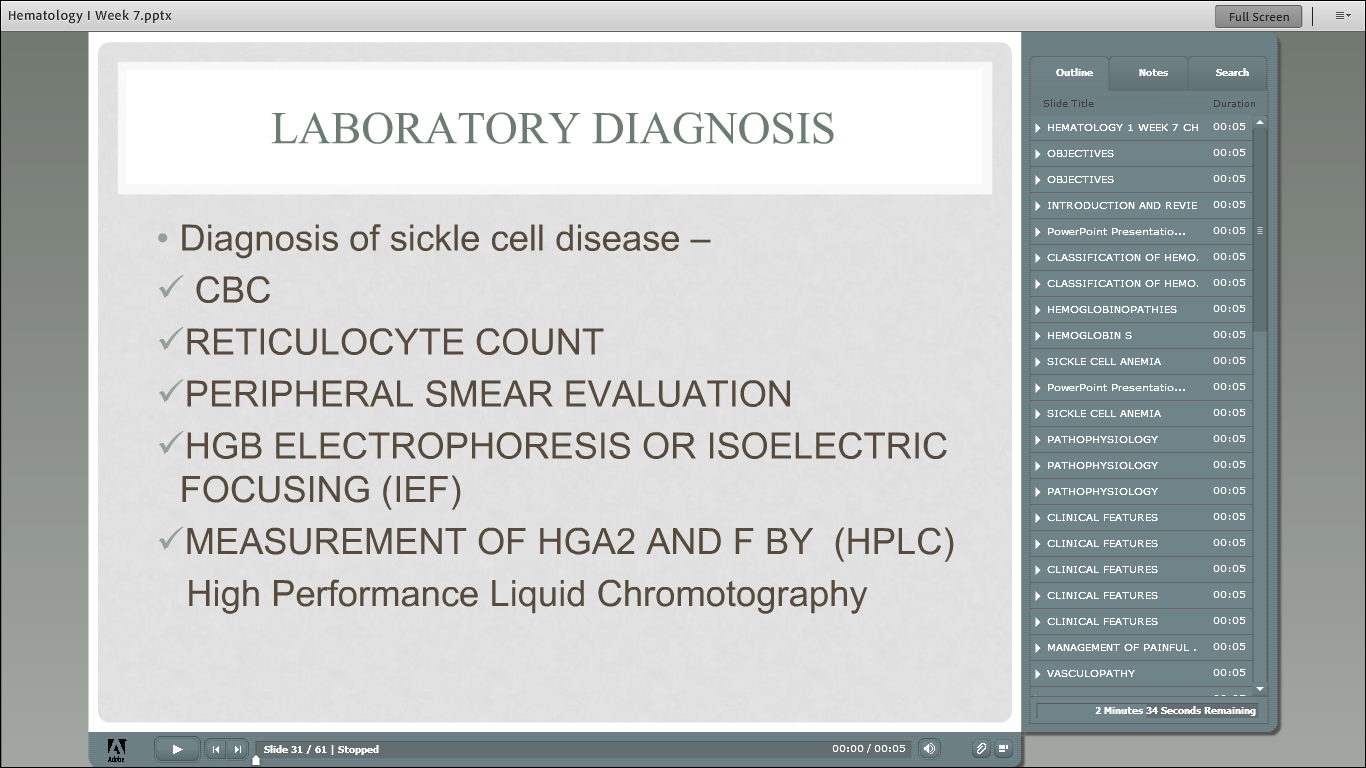 Hematology I Week 7.pptx
Full Screen
LABORATORY DIAGNOSIS
• Diagnosis of sickle cell disease –
✓ CBC
✓RETICULOCYTE COUNT
✓PERIPHERAL SMEAR EVALUATION
✓HGB ELECTROPHORESIS OR ISOELECTRIC
FOCUSING (IEF)
✓MEASUREMENT OF HGA2 AND F BY (HPLC)
High Performance Liquid Chromotography
Outline Notes Search
Slide Title Duration
HEMATOLOGY 1 WEEK 7 CH 00:05
OBJECTIVES 00:05
OBJECTIVES 00:05
INTRODUCTION AND REVIE 00:05
PowerPoint Presentatio... 00:05
CLASSIFICATION OF HEMO. 00:05
CLASSIFICATION OF HEMO. 00:05
HEMOGLOBINOPATHIES 00:05
HEMOGLOBIN S 00:05
SICKLE CELL ANEMIA 00:05
PowerPoint Presentatio... 00:05
SICKLE CELL ANEMIA 00:05
PATHOPHYSIOLOGY 00:05
PATHOPHYSIOLOGY 00:05
PATHOPHYSIOLOGY 00:05
CLINICAL FEATURES 00:05
CLINICAL FEATURES 00:05
CLINICAL FEATURES 00:05
CLINICAL FEATURES 00:05
CLINICAL FEATURES 00:05
MANAGEMENT OF PAINFUL . 00:05
VASCULOPATHY 00:05
2 Minutes 34 Seconds Remaining
Adobe
Slide 31 / 61 | Stopped
00:00 / 00:05